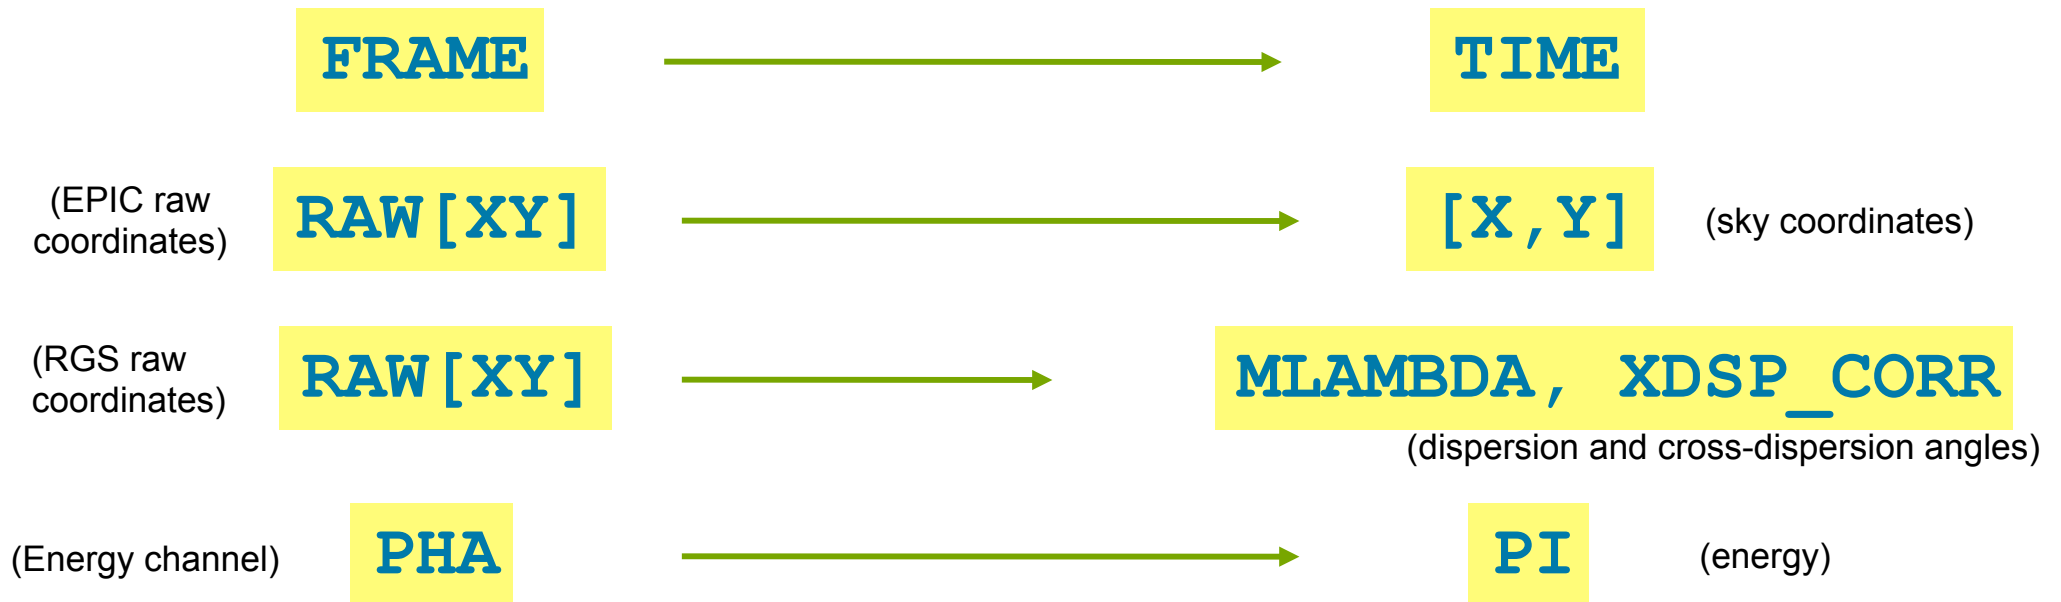 FRAME TIME
(EPIC raw
coordinates) RAW[XY] [X,Y] (sky coordinates)
(RGS raw
coordinates) RAW[XY] MLAMBDA, XDSP_CORR
(dispersion and cross-dispersion angles)
(Energy channel) PHA PI (energy)